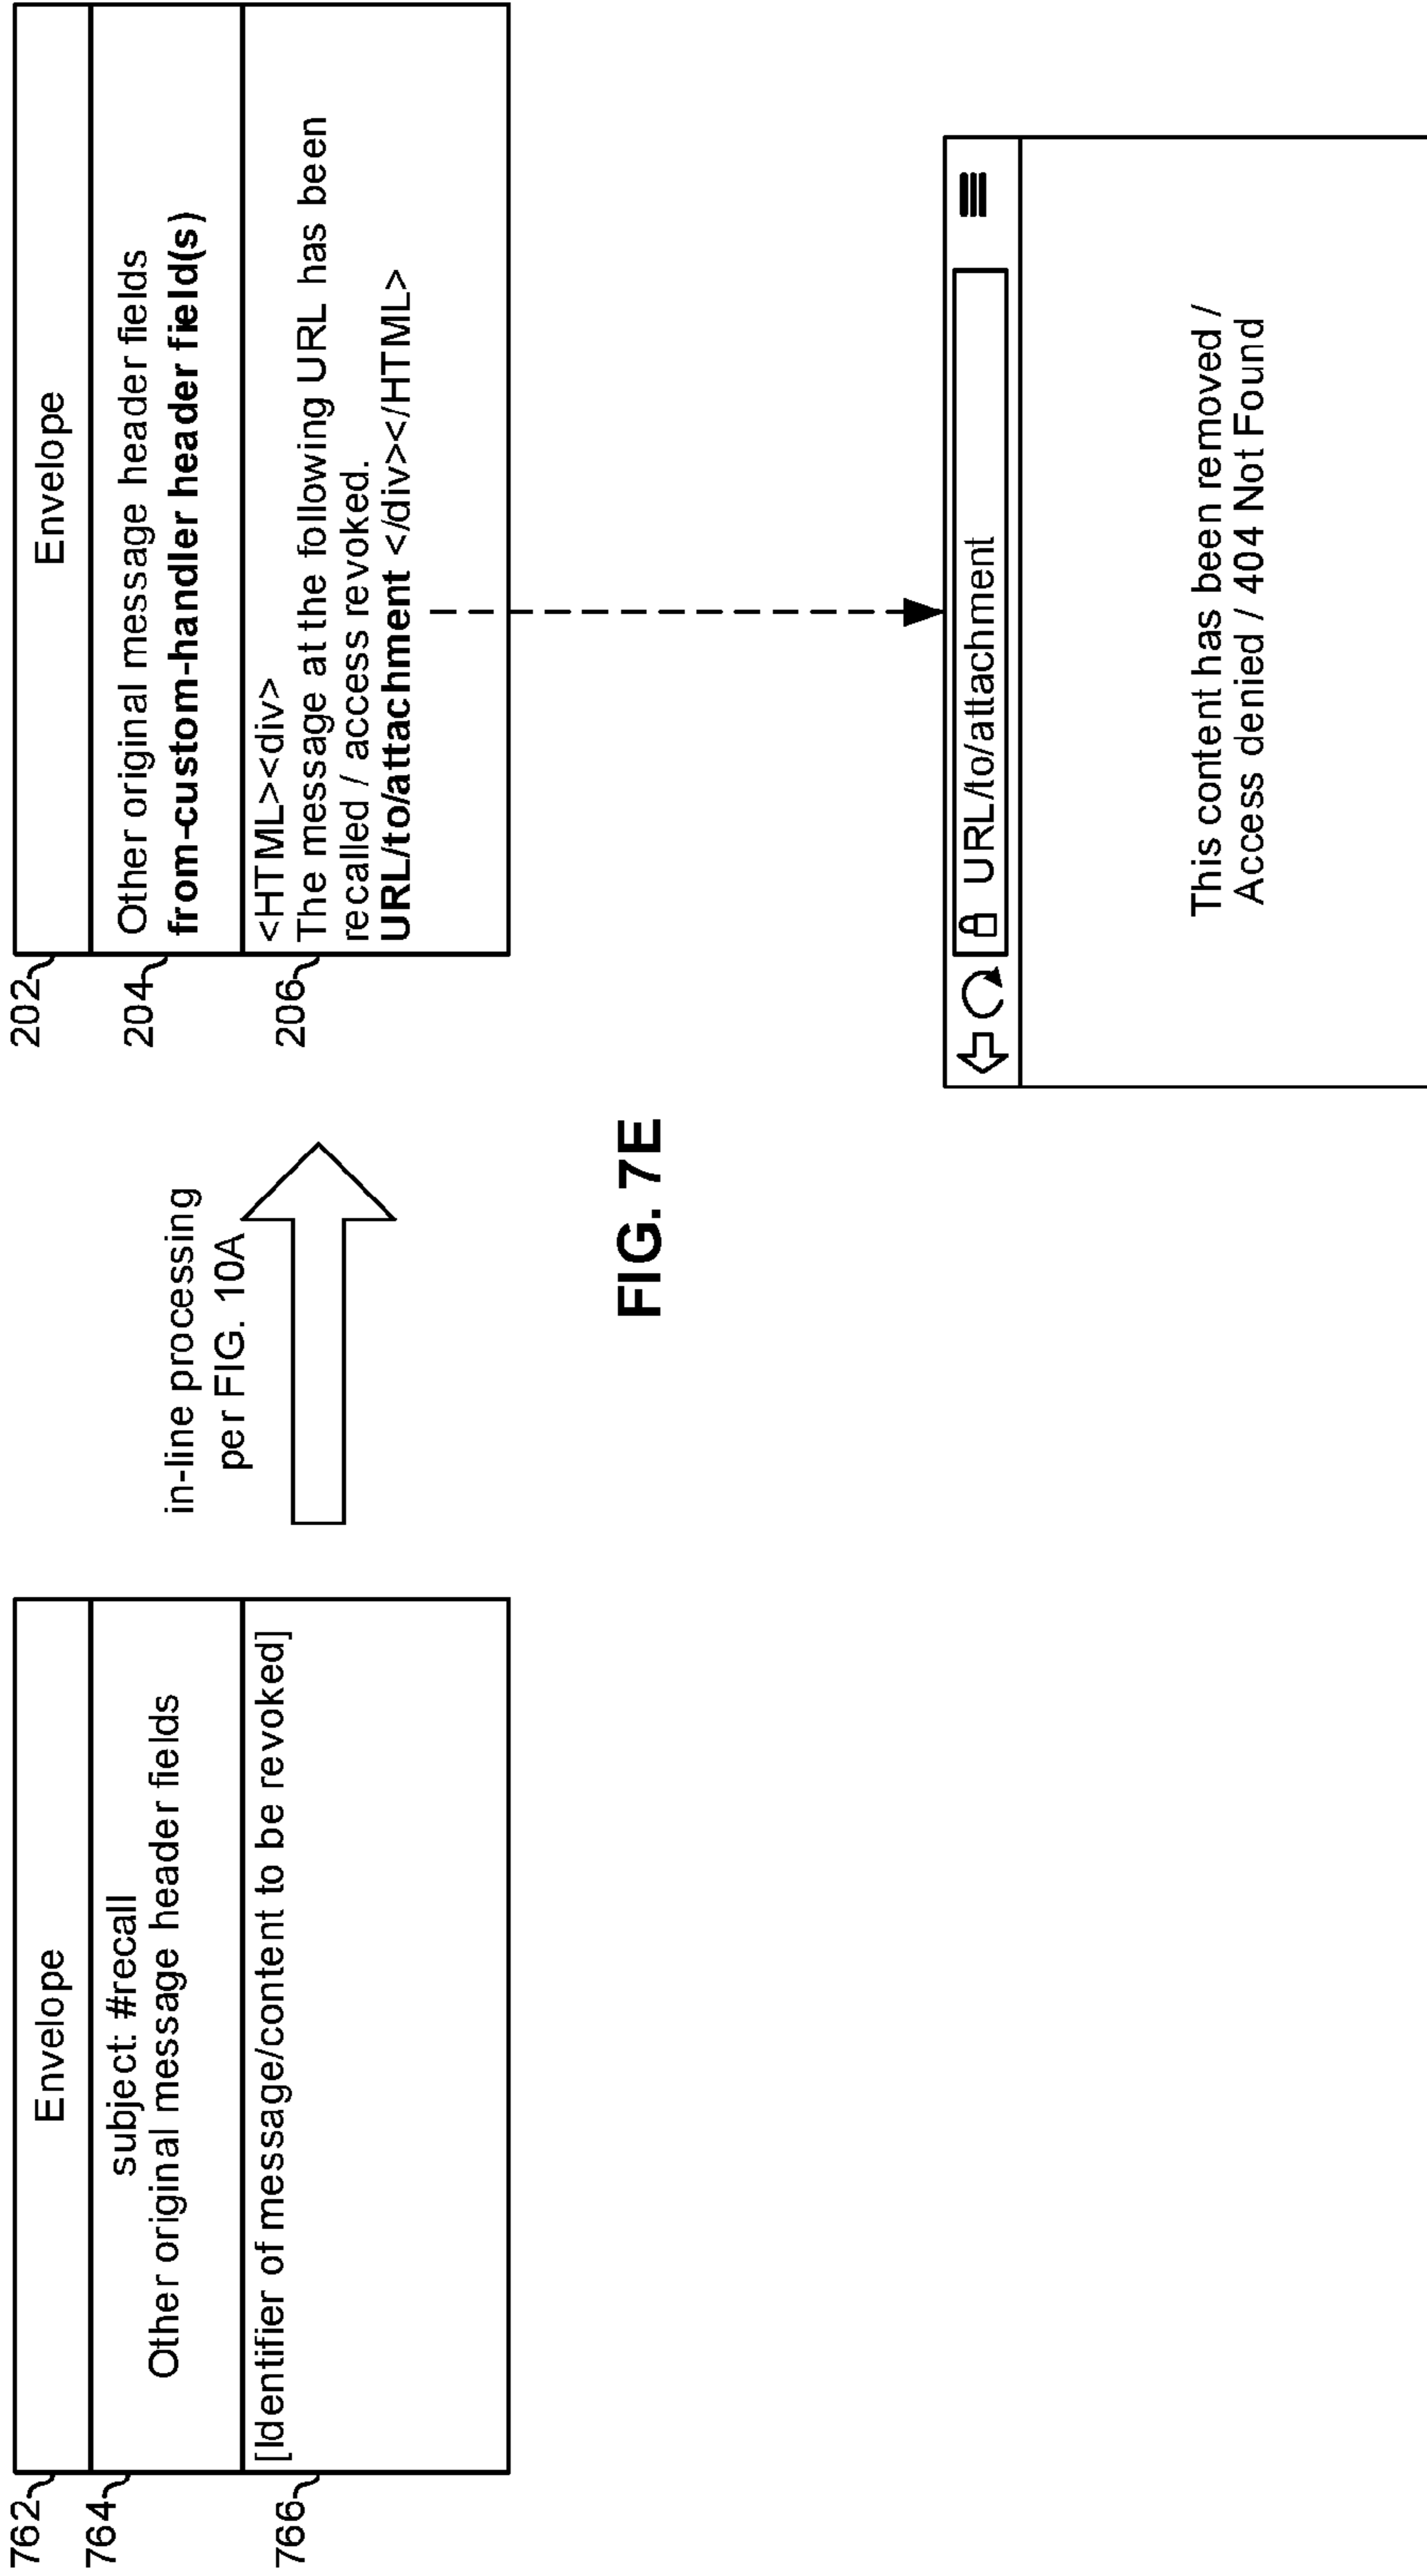 762
Envelope
764
subject: #recall
Other original message header fields
766
[Identifier of message/content to be revoked]
in-line processing
per FIG. 10A
202
Envelope
204
Other original message header fields
from-custom-handler header field(s)
206
<HTML><div>
The message at the following URL has been
recalled / access revoked.
URL/to/attachment </div></HTML>
URL/to/attachment
This content has been removed /
Access denied / 404 Not Found
FIG. 7E